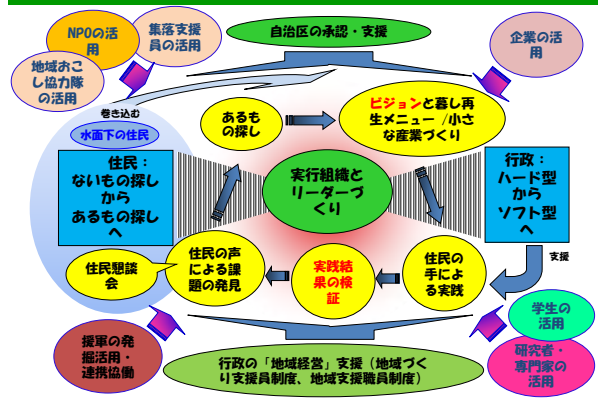 NPOの活
用
集落支援
員の活用
地域おこ
し協力隊
の活用
自治区の承認・支援
企業の活
用
巻き込む
水面下の住民
あるも
の探し
ビジョンと暮し再
生メニュー /小さ
な産業づくり
住民：
ないもの探し
から
あるもの探し
へ
実行組織と
リーダーづ
くり
行政：
ハード型
から
ソフト型
へ
支援
住民懇談
会
住民の声
による課
題の発見
実践結
果の検
証
住民の
手によ
る実践
学生の
活用
援軍の発
掘活用・
連携協働
行政の「地域経営」支援（地域づく
り支援員制度、地域支援職員制度）
研究者・
専門家の
活用